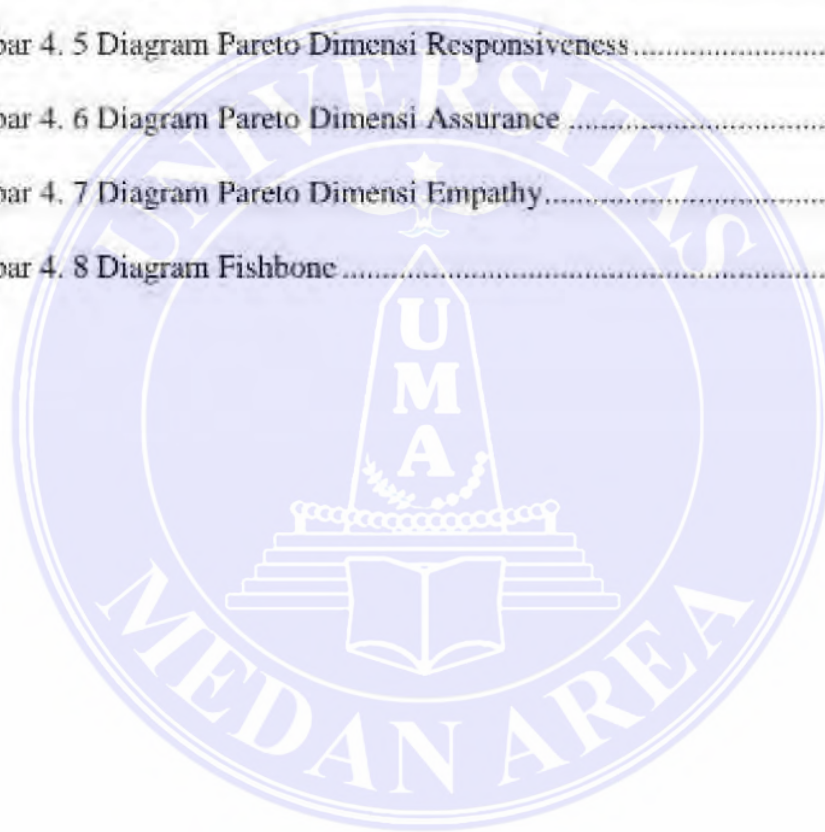 bar 4. 5 Diagram Pareto Dimensi Responsiveness............................
bar 4. 6 Diagram Pareto Dimensi Assurance ....................................
bar 4. 7 Diagram Pareto Dimensi Empathy.......................................
bar 4. 8 Diagram Fishbone..............................................................
UNIVERSITAS
U
M
A
MEDAN AREA